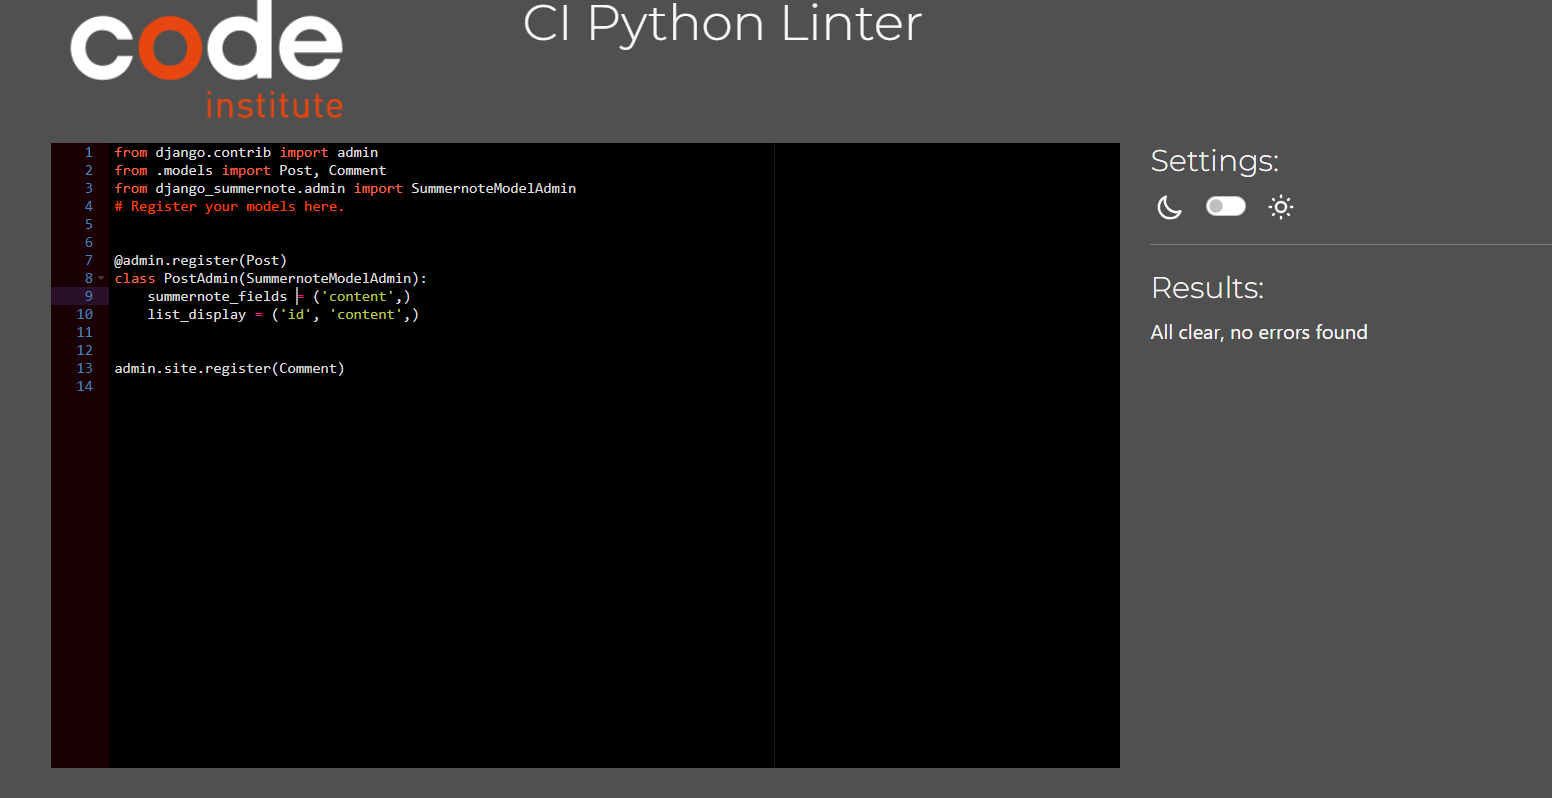 code
institute
CI Python Linter
1 from django.contrib import admin
2 from .models import Post, Comment
3 from django_summernote.admin import SummernoteModelAdmin
4 # Register your models here.
5
6
7 @admin.register(Post)
8 class PostAdmin(SummernoteModelAdmin):
9     summernote_fields = ('content',)
10     list_display = ('id', 'content',)
11
12
13 admin.site.register(Comment)
14
Settings:
Results:
All clear, no errors found